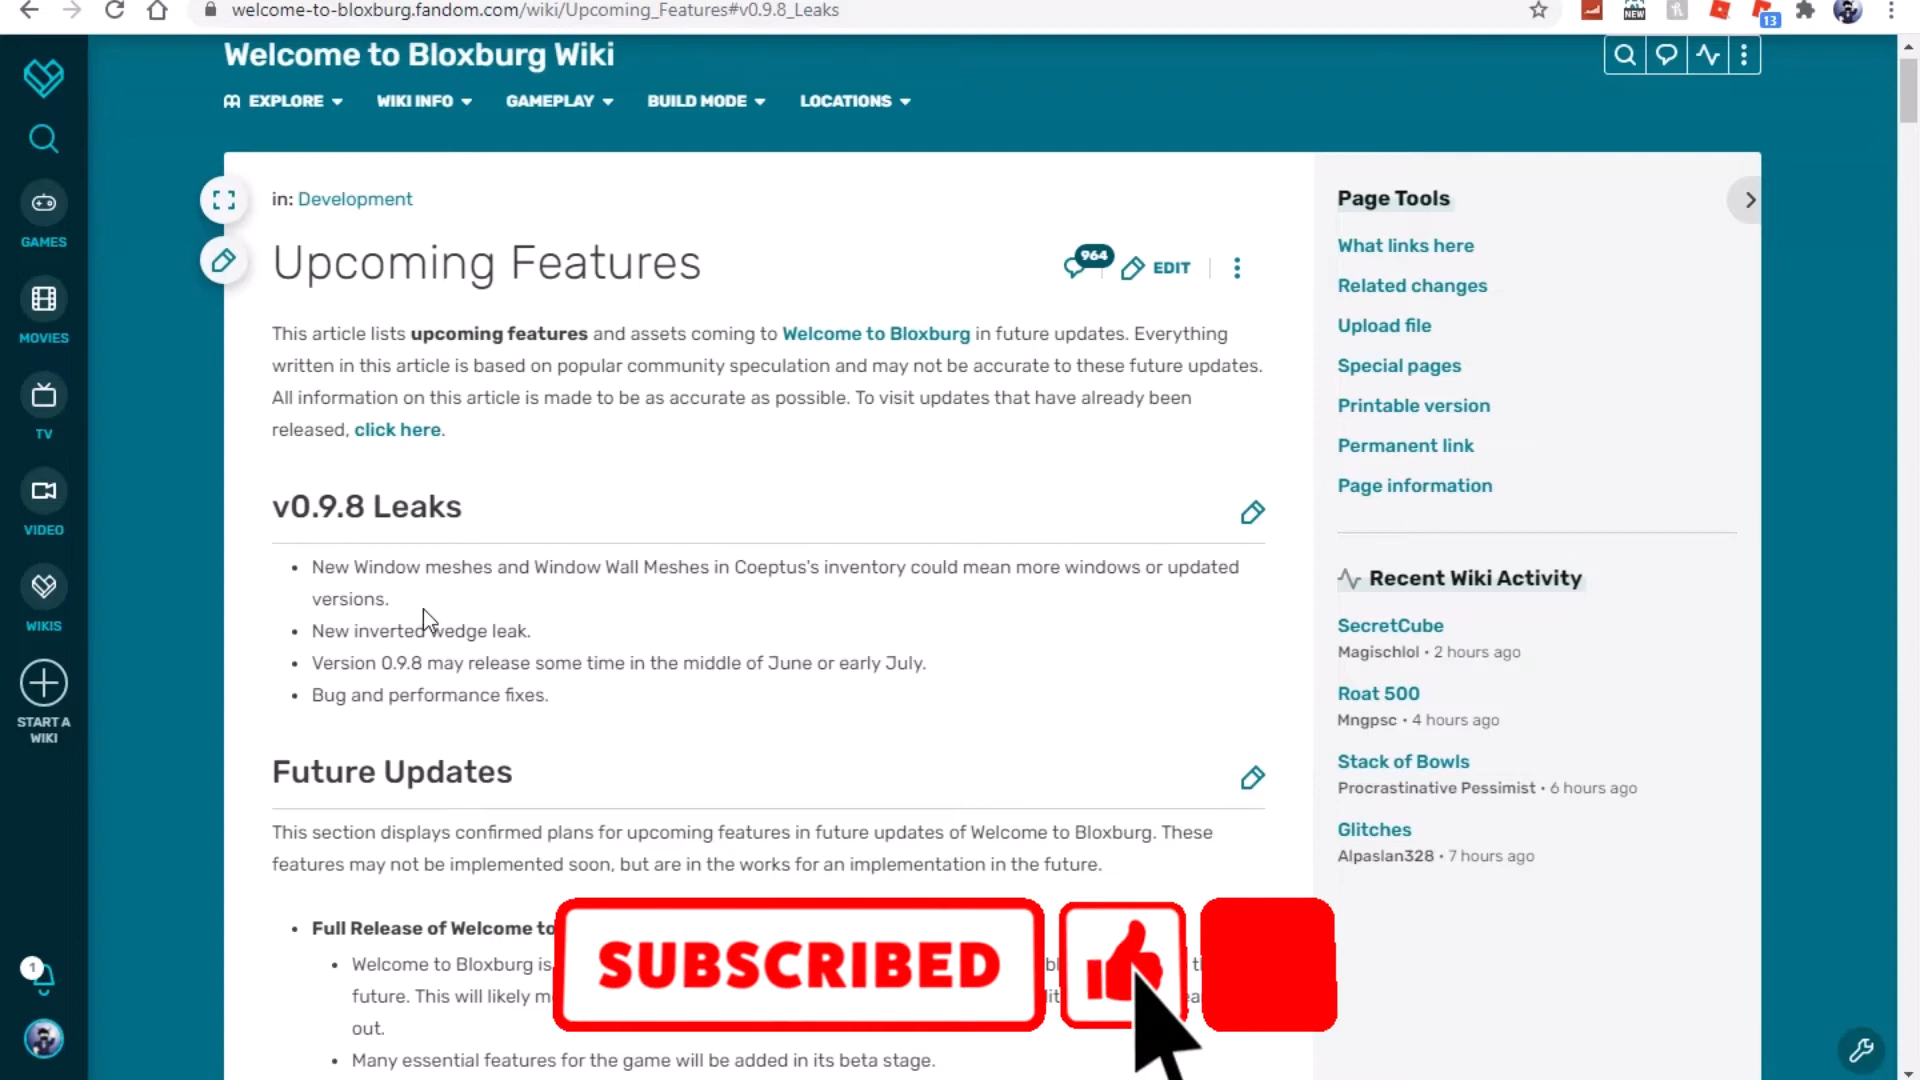 welcome-to-bloxburg.fandom.com/wiki/Upcoming_Features#v0.9.8_Leaks
NEW
13
Welcome to Bloxburg Wiki
EXPLORE
WIKI INFO
GAMEPLAY
BUILD MODE
LOCATIONS
GAMES
MOVIES
TV
VIDEO
WIKIS
START A
WIKI
1
in: Development
Upcoming Features
964
EDIT
This article lists upcoming features and assets coming to Welcome to Bloxburg in future updates. Everything
written in this article is based on popular community speculation and may not be accurate to these future updates.
All information on this article is made to be as accurate as possible. To visit updates that have already been
released, click here.
v0.9.8 Leaks
• New Window meshes and Window Wall Meshes in Coeptus's inventory could mean more windows or updated
versions.
• New inverted wedge leak.
• Version 0.9.8 may release some time in the middle of June or early July.
• Bug and performance fixes.
Future Updates
This section displays confirmed plans for upcoming features in future updates of Welcome to Bloxburg. These
features may not be implemented soon, but are in the works for an implementation in the future.
• Full Release of Welcome to
• Welcome to Bloxburg is
future. This will likely
out.
• Many essential features for the game will be added in its beta stage.
SUBSCRIBED
Page Tools
What links here
Related changes
Upload file
Special pages
Printable version
Permanent link
Page information
Recent Wiki Activity
SecretCube
Magischlol • 2 hours ago
Roat 500
Mngpsc • 4 hours ago
Stack of Bowls
Procrastinative Pessimist • 6 hours ago
Glitches
Alpaslan328 • 7 hours ago